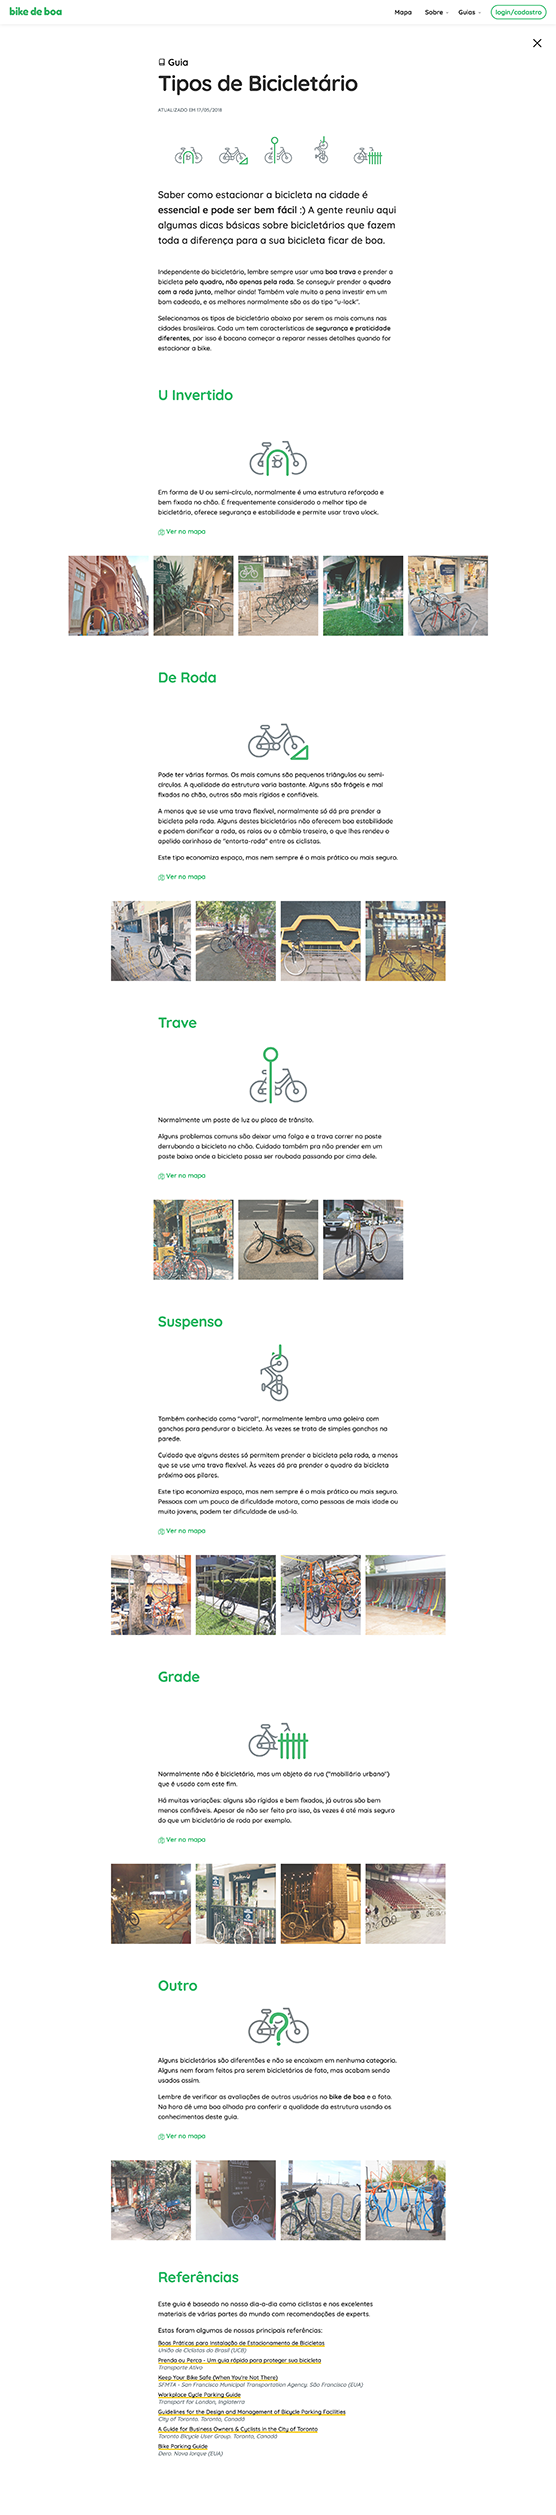 bike de boa
Mapa Sobre Guias login/cadastro
Guia
Tipos de Bicicletário
ATUALIZADO EM 17/05/2018
Saber como estacionar a bicicleta na cidade é
essencial e pode ser bem fácil :) A gente reuniu aqui
algumas dicas básicas sobre bicicletários que fazem
toda a diferença para a sua bicicleta ficar de boa.
Independente do bicicletário, lembre sempre usar uma boa trava e prender a
bicicleta pelo quadro, não apenas pela roda. Se conseguir prender o quadro
com a roda junto, melhor ainda! Também vale muito a pena investir em um
bom cadeado, e os melhores normalmente são os do tipo "u-lock".
Selecionamos os tipos de bicicletário abaixo por serem os mais comuns nas
cidades brasileiras. Cada um tem características de segurança e praticidade
diferentes, por isso é bacana começar a reparar nesses detalhes quando for
estacionar a bike.
U Invertido
Em forma de U ou semi-círculo, normalmente é uma estrutura reforçada e
bem fixada no chão. É frequentemente considerado o melhor tipo de
bicicletário, oferece segurança e estabilidade e permite usar trava ulock.
Ver no mapa
De Roda
Pode ter várias formas. Os mais comuns são pequenos triângulos ou semi-
círculos. A qualidade da estrutura varia bastante. Alguns são frágeis e mal
fixados no chão, outros são mais rígidos e confiáveis.
A menos que se use uma trava flexível, normalmente só dá pra prender a
bicicleta pela roda. Alguns destes bicicletários não oferecem boa estabilidade
e podem danificar a roda, os raios ou o câmbio traseiro, o que lhes rendeu o
apelido carinhoso de "entorta-roda" entre os ciclistas.
Este tipo economiza espaço, mas nem sempre é o mais prático ou mais seguro.
Ver no mapa
Trave
Normalmente um poste de luz ou placa de trânsito.
Alguns problemas comuns são deixar uma folga e a trava correr no poste
derrubando a bicicleta no chão. Cuidado também pra não prender em um
poste baixo onde a bicicleta possa ser roubada passando por cima dele.
Ver no mapa
Suspenso
Também conhecido como "varal", normalmente lembra uma goleira com
ganchos para pendurar a bicicleta. Às vezes se trata de simples ganchos na
parede.
Cuidado que alguns destes só permitem prender a bicicleta pela roda, a menos
que se use uma trava flexível. Às vezes dá pra prender o quadro da bicicleta
próximo aos pilares.
Este tipo economiza espaço, mas nem sempre é a mais prática ou mais seguro.
Pessoas com um pouco de dificuldade motora, como pessoas de mais idade ou
muito jovens, podem ter dificuldade de usá-lo.
Ver no mapa
Grade
Normalmente não é bicicletário, mas um objeto da rua ("mobiliário urbano")
que é usado com este fim.
Há muitas variações: alguns são rígidos e bem fixados, já outros são bem
menos confiáveis. Apesar de não ser feito pra isso, às vezes é até mais seguro
do que um bicicletário de roda por exemplo.
Ver no mapa
Outro
Alguns bicicletários são diferentões e não se encaixam em nenhuma categoria.
Alguns nem foram feitos pra serem bicicletários de fato, mas acabam sendo
usados assim.
Lembre de verificar as avaliações de outros usuários no bike de boa e a foto.
Na hora dê uma boa olhada pra conferir a qualidade da estrutura usando os
conhecimentos deste guia.
Ver no mapa
Referências
Este guia é baseado no nosso dia-a-dia como ciclistas e nos excelentes
materiais de várias partes do mundo com recomendações de experts.
Estas foram algumas de nossas principais referências:
Boas Práticas para Instalação de Estacionamento de Bicicletas
União de Ciclistas do Brasil (UCB)
Prenda ou Perca - Um guia rápido para proteger sua bicicleta
Transporte Ativo
Keep Your Bike Safe (When You're Not There)
SFMTA - San Francisco Municipal Transportation Agency. São Francisco (EUA)
Workplace Cycle Parking Guide
Transport for London, Inglaterra
Guidelines for the Design and Management of Bicycle Parking Facilities
City of Toronto. Toronto, Canadá
A Guide for Business Owners & Cyclists in the City of Toronto
Toronto Bicycle User Group. Toronto, Canadá
Bike Parking Guide
Dero. Nova Iorque (EUA)